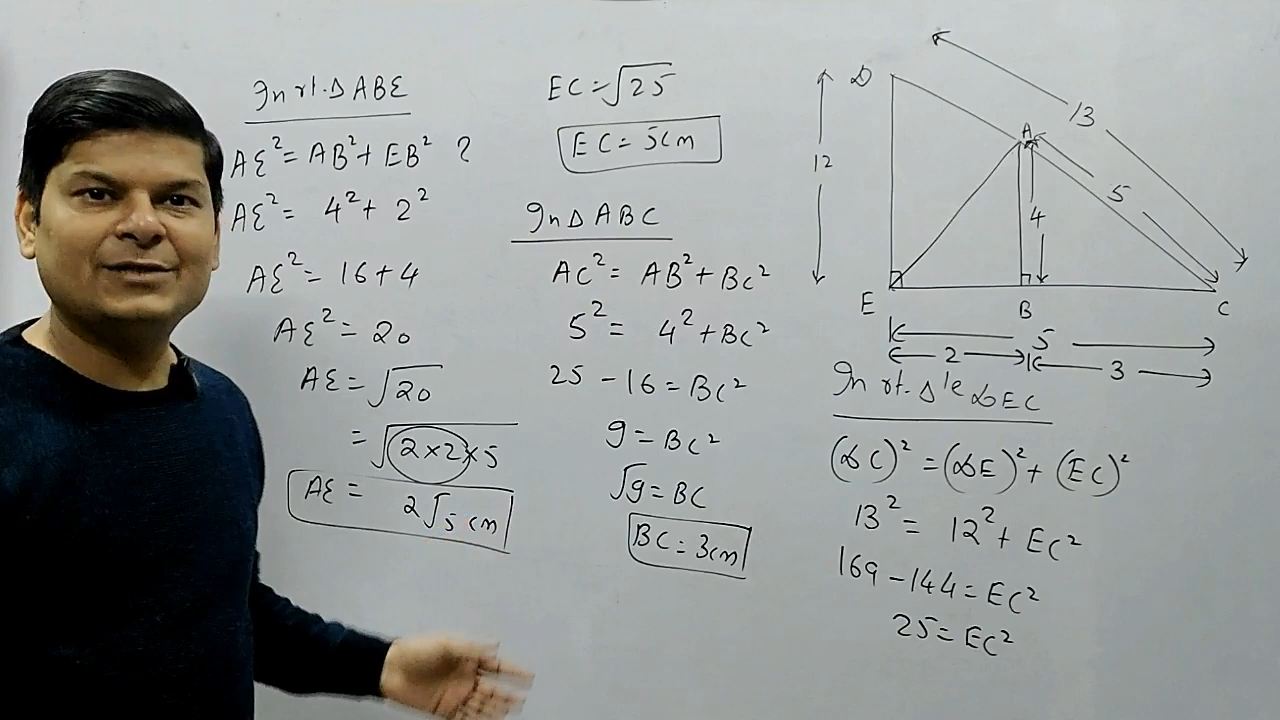 In rt. Δ ABE
AE² = AB² + EB² ?
AE² = 4² + 2²
AE² = 16 + 4
AE² = 20
AE = √20
= √2×2×5
AE = 2√5 cm
EC = √25
EC = 5cm
In Δ ABC
AC² = AB² + BC²
5² = 4² + BC²
25 - 16 = BC²
9 = BC²
√9 = BC
BC = 3cm
D
13
A
12
5
4
E
B
C
5
2
3
In rt. Δ'le DEC
(DC)² = (DE)² + (EC)²
13² = 12² + EC²
169 - 144 = EC²
25 = EC²